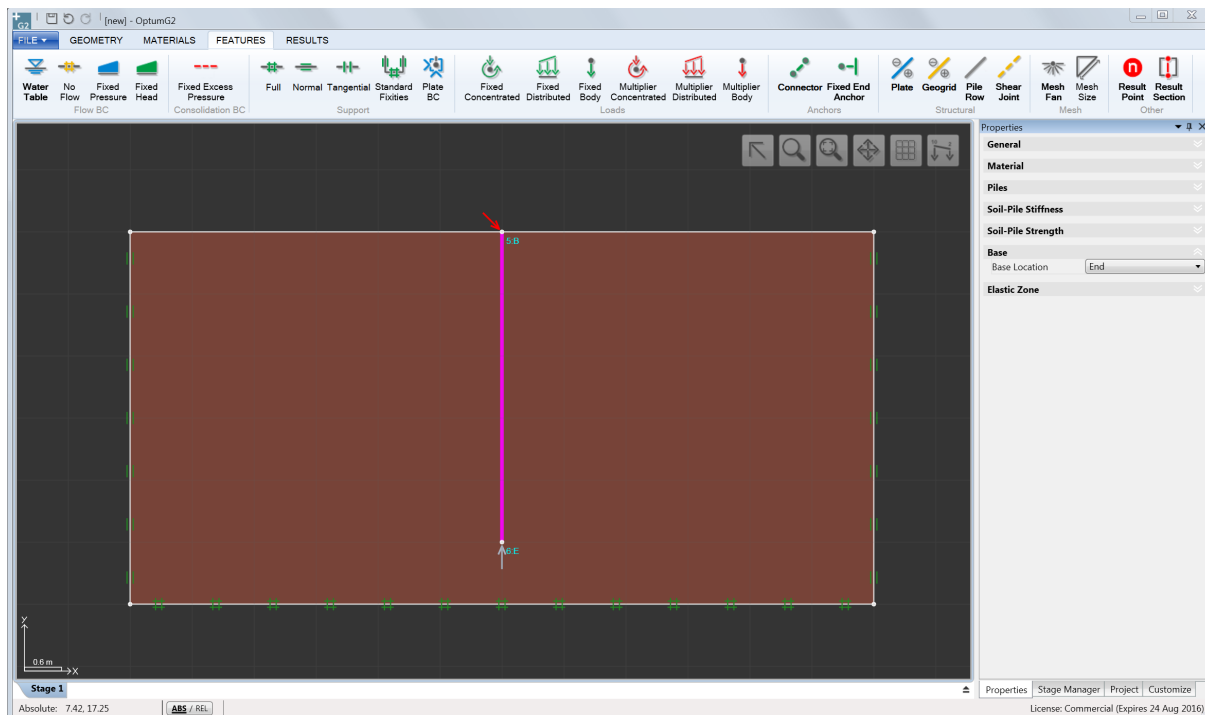 G2 [new] - OptumG2
FILE GEOMETRY MATERIALS FEATURES RESULTS
Water Table
No Flow
Fixed Pressure
Fixed Head
Flow BC
Fixed Excess Pressure
Consolidation BC
Full
Normal
Tangential
Standard Fixities
Plate BC
Support
Fixed Concentrated
Fixed Distributed
Fixed Body
Multiplier Concentrated
Multiplier Distributed
Multiplier Body
Loads
Connector
Fixed End Anchor
Anchors
Plate
Geogrid
Pile Row
Shear Joint
Structural
Mesh Fan
Mesh Size
Mesh
n
Result Point
Result Section
Other
5:B
6:E
Y
0.6 m
X
Properties
General
Material
Piles
Soil-Pile Stiffness
Soil-Pile Strength
Base
Base Location End
Elastic Zone
Stage 1
Properties Stage Manager Project Customize
Absolute: 7.42, 17.25 ABS / REL License: Commercial (Expires 24 Aug 2016)